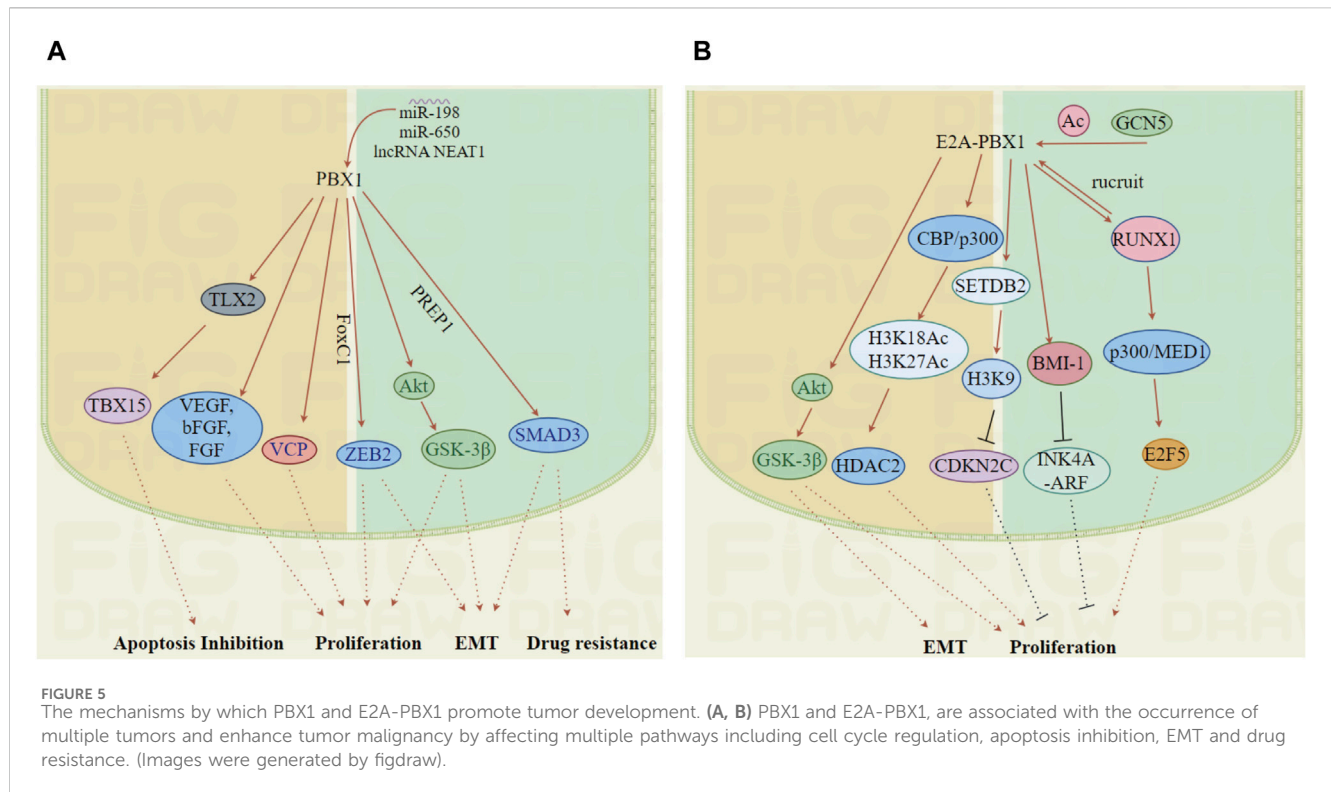 A
miR-198
miR-650
lncRNA NEAT1
PBX1
TLX2
FoxC1
PREP1
Akt
TBX15
VEGF,
bFGF,
FGF
VCP
ZEB2
GSK-3β
SMAD3
Apoptosis Inhibition
Proliferation
EMT
Drug resistance
B
Ac
GCN5
E2A-PBX1
rucruit
CBP/p300
RUNX1
SETDB2
H3K18Ac
H3K27Ac
H3K9
BMI-1
p300/MED1
Akt
GSK-3β
HDAC2
CDKN2C
INK4A
-ARF
E2F5
EMT
Proliferation
FIG
DRAW
FIGURE 5
The mechanisms by which PBX1 and E2A-PBX1 promote tumor development. (A, B) PBX1 and E2A-PBX1, are associated with the occurrence of
multiple tumors and enhance tumor malignancy by affecting multiple pathways including cell cycle regulation, apoptosis inhibition, EMT and drug
resistance. (Images were generated by figdraw).